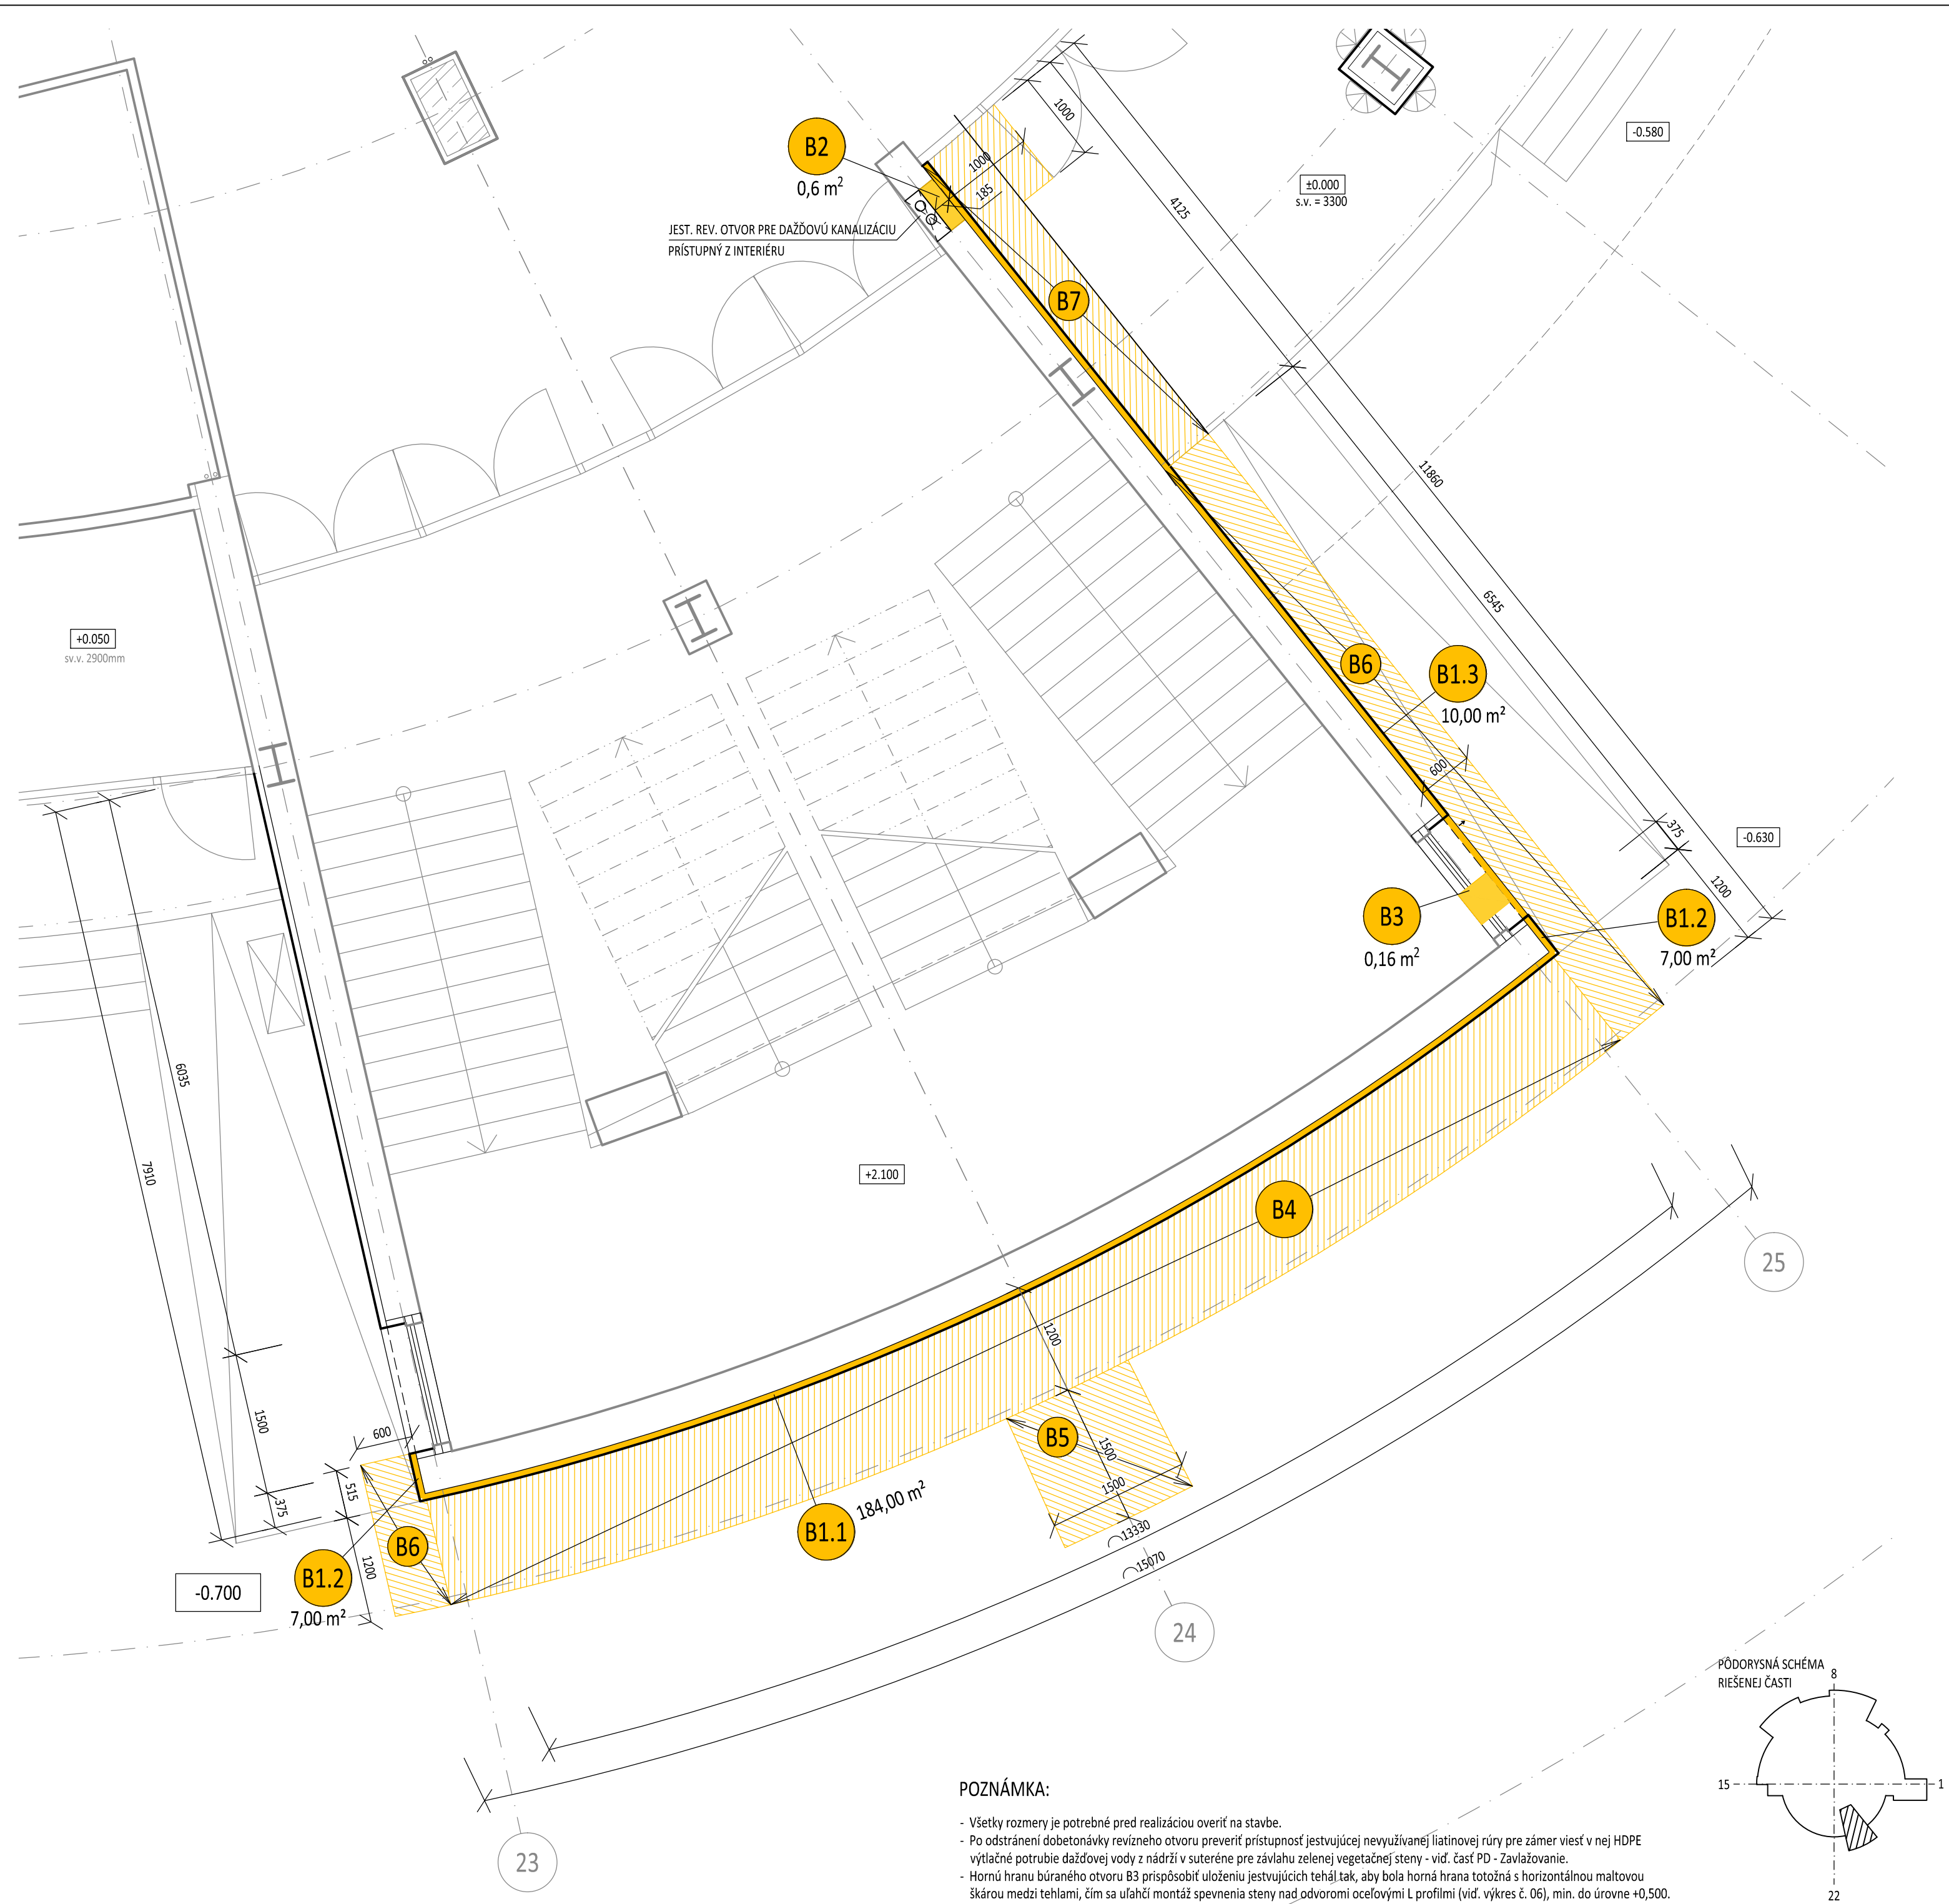 1000
-0.580
B2
0,6 m²
1000
185
±0.000
s.v. = 3300
4125
JEST. REV. OTVOR PRE DAŽĎOVÚ KANALIZÁCIU
PRÍSTUPNÝ Z INTERIÉRU
B7
11860
6545
+0.050
sv.v. 2900mm
B6
B1.3
10,00 m²
600
375
-0.630
1200
B3
0,16 m²
B1.2
7,00 m²
6035
7910
+2.100
B4
25
1200
1500
600
B5
1500
1500
515
375
184,00 m²
B1.1
B6
13330
15070
1200
B1.2
7,00 m²
-0.700
24
PÔDORYSNÁ SCHÉMA
RIEŠENEJ ČASTI
8
15
1
22
23
POZNÁMKA:
- Všetky rozmery je potrebné pred realizáciou overiť na stavbe.
- Po odstránení dobetonávky revízneho otvoru preveriť prístupnosť jestvujúcej nevyužívanej liatinovej rúry pre zámer viesť v nej HDPE
výtlačné potrubie dažďovej vody z nádrží v suteréne pre závlahu zelenej vegetačnej steny - viď. časť PD - Zavlažovanie.
- Hornú hranu búraného otvoru B3 prispôsobiť uloženiu jestvujúcich tehál tak, aby bola horná hrana totožná s horizontálnou maltovou
škárou medzi tehlami, čím sa uľahčí montáž spevnenia steny nad odvoromi oceľovými L profilmi (viď. výkres č. 06), min. do úrovne +0,500.